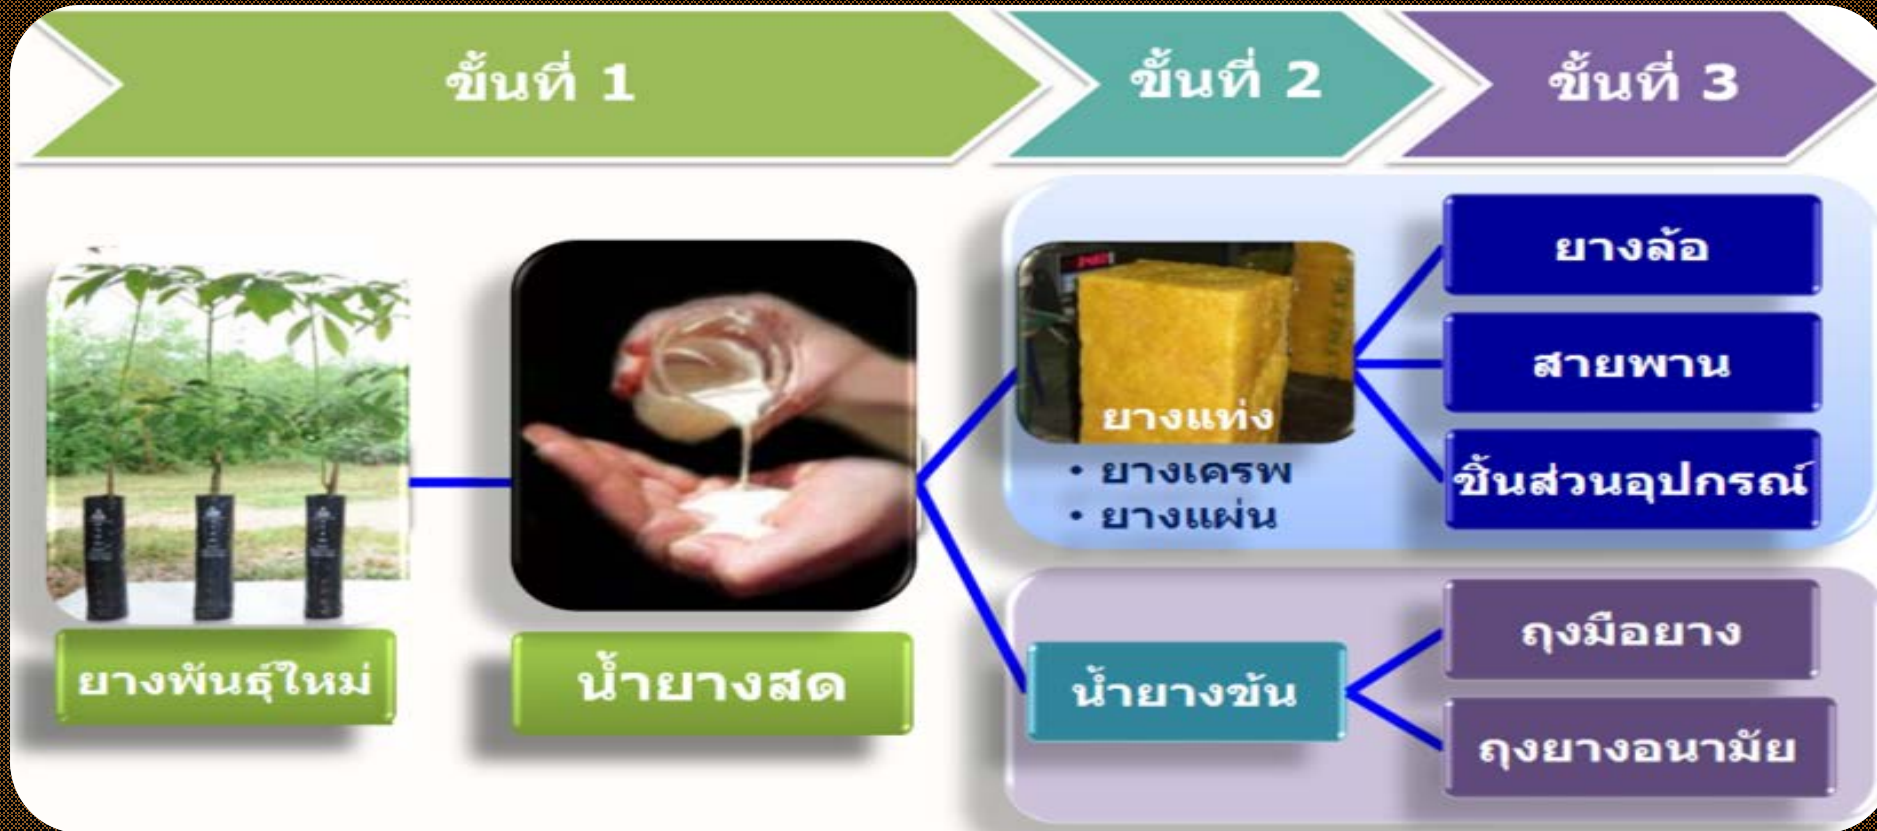 ขั้นที่ 1
ขั้นที่ 2
ขั้นที่ 3
ยางพันธุ์ใหม่
น้ำยางสด
ยางแท่ง
• ยางเครพ
• ยางแผ่น
ยางล้อ
สายพาน
ชิ้นส่วนอุปกรณ์
น้ำยางข้น
ถุงมือยาง
ถุงยางอนามัย